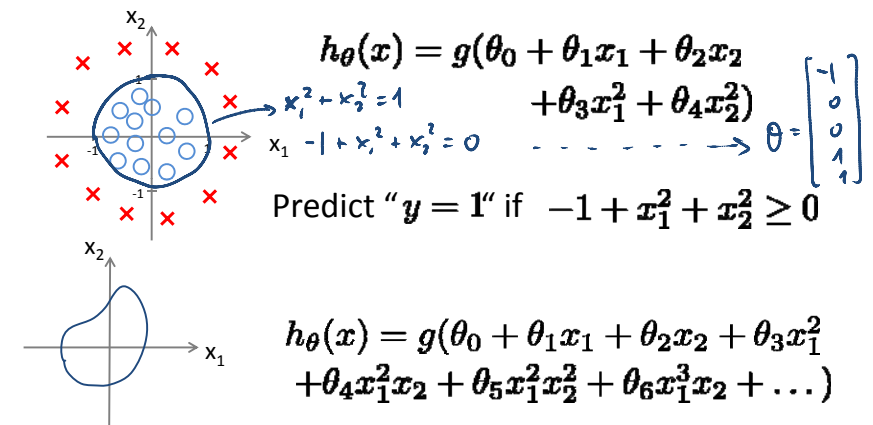 x₂
h_θ(x) = g(θ₀ + θ₁x₁ + θ₂x₂
+θ₃x₁² + θ₄x₂²)
1
-1
1
-1
x₁
x₁² + x₂² = 1
-1 + x₁² + x₂² = 0
θ = [-1
0
0
1
1]
Predict “y = 1“ if -1 + x₁² + x₂² ≥ 0
x₂
x₁
h_θ(x) = g(θ₀ + θ₁x₁ + θ₂x₂ + θ₃x₁²
+θ₄x₁²x₂ + θ₅x₁²x₂² + θ₆x₁³x₂ + …)